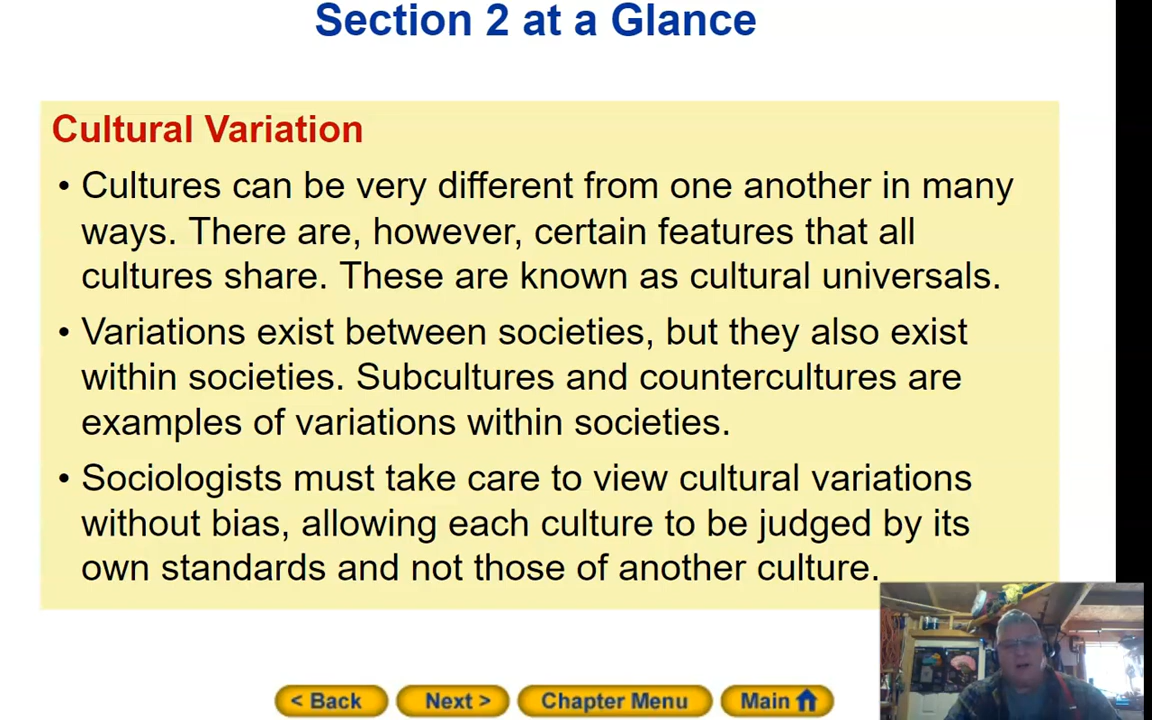 Section 2 at a Glance
Cultural Variation
• Cultures can be very different from one another in many
ways. There are, however, certain features that all
cultures share. These are known as cultural universals.
• Variations exist between societies, but they also exist
within societies. Subcultures and countercultures are
examples of variations within societies.
• Sociologists must take care to view cultural variations
without bias, allowing each culture to be judged by its
own standards and not those of another culture.
< Back Next > Chapter Menu Main